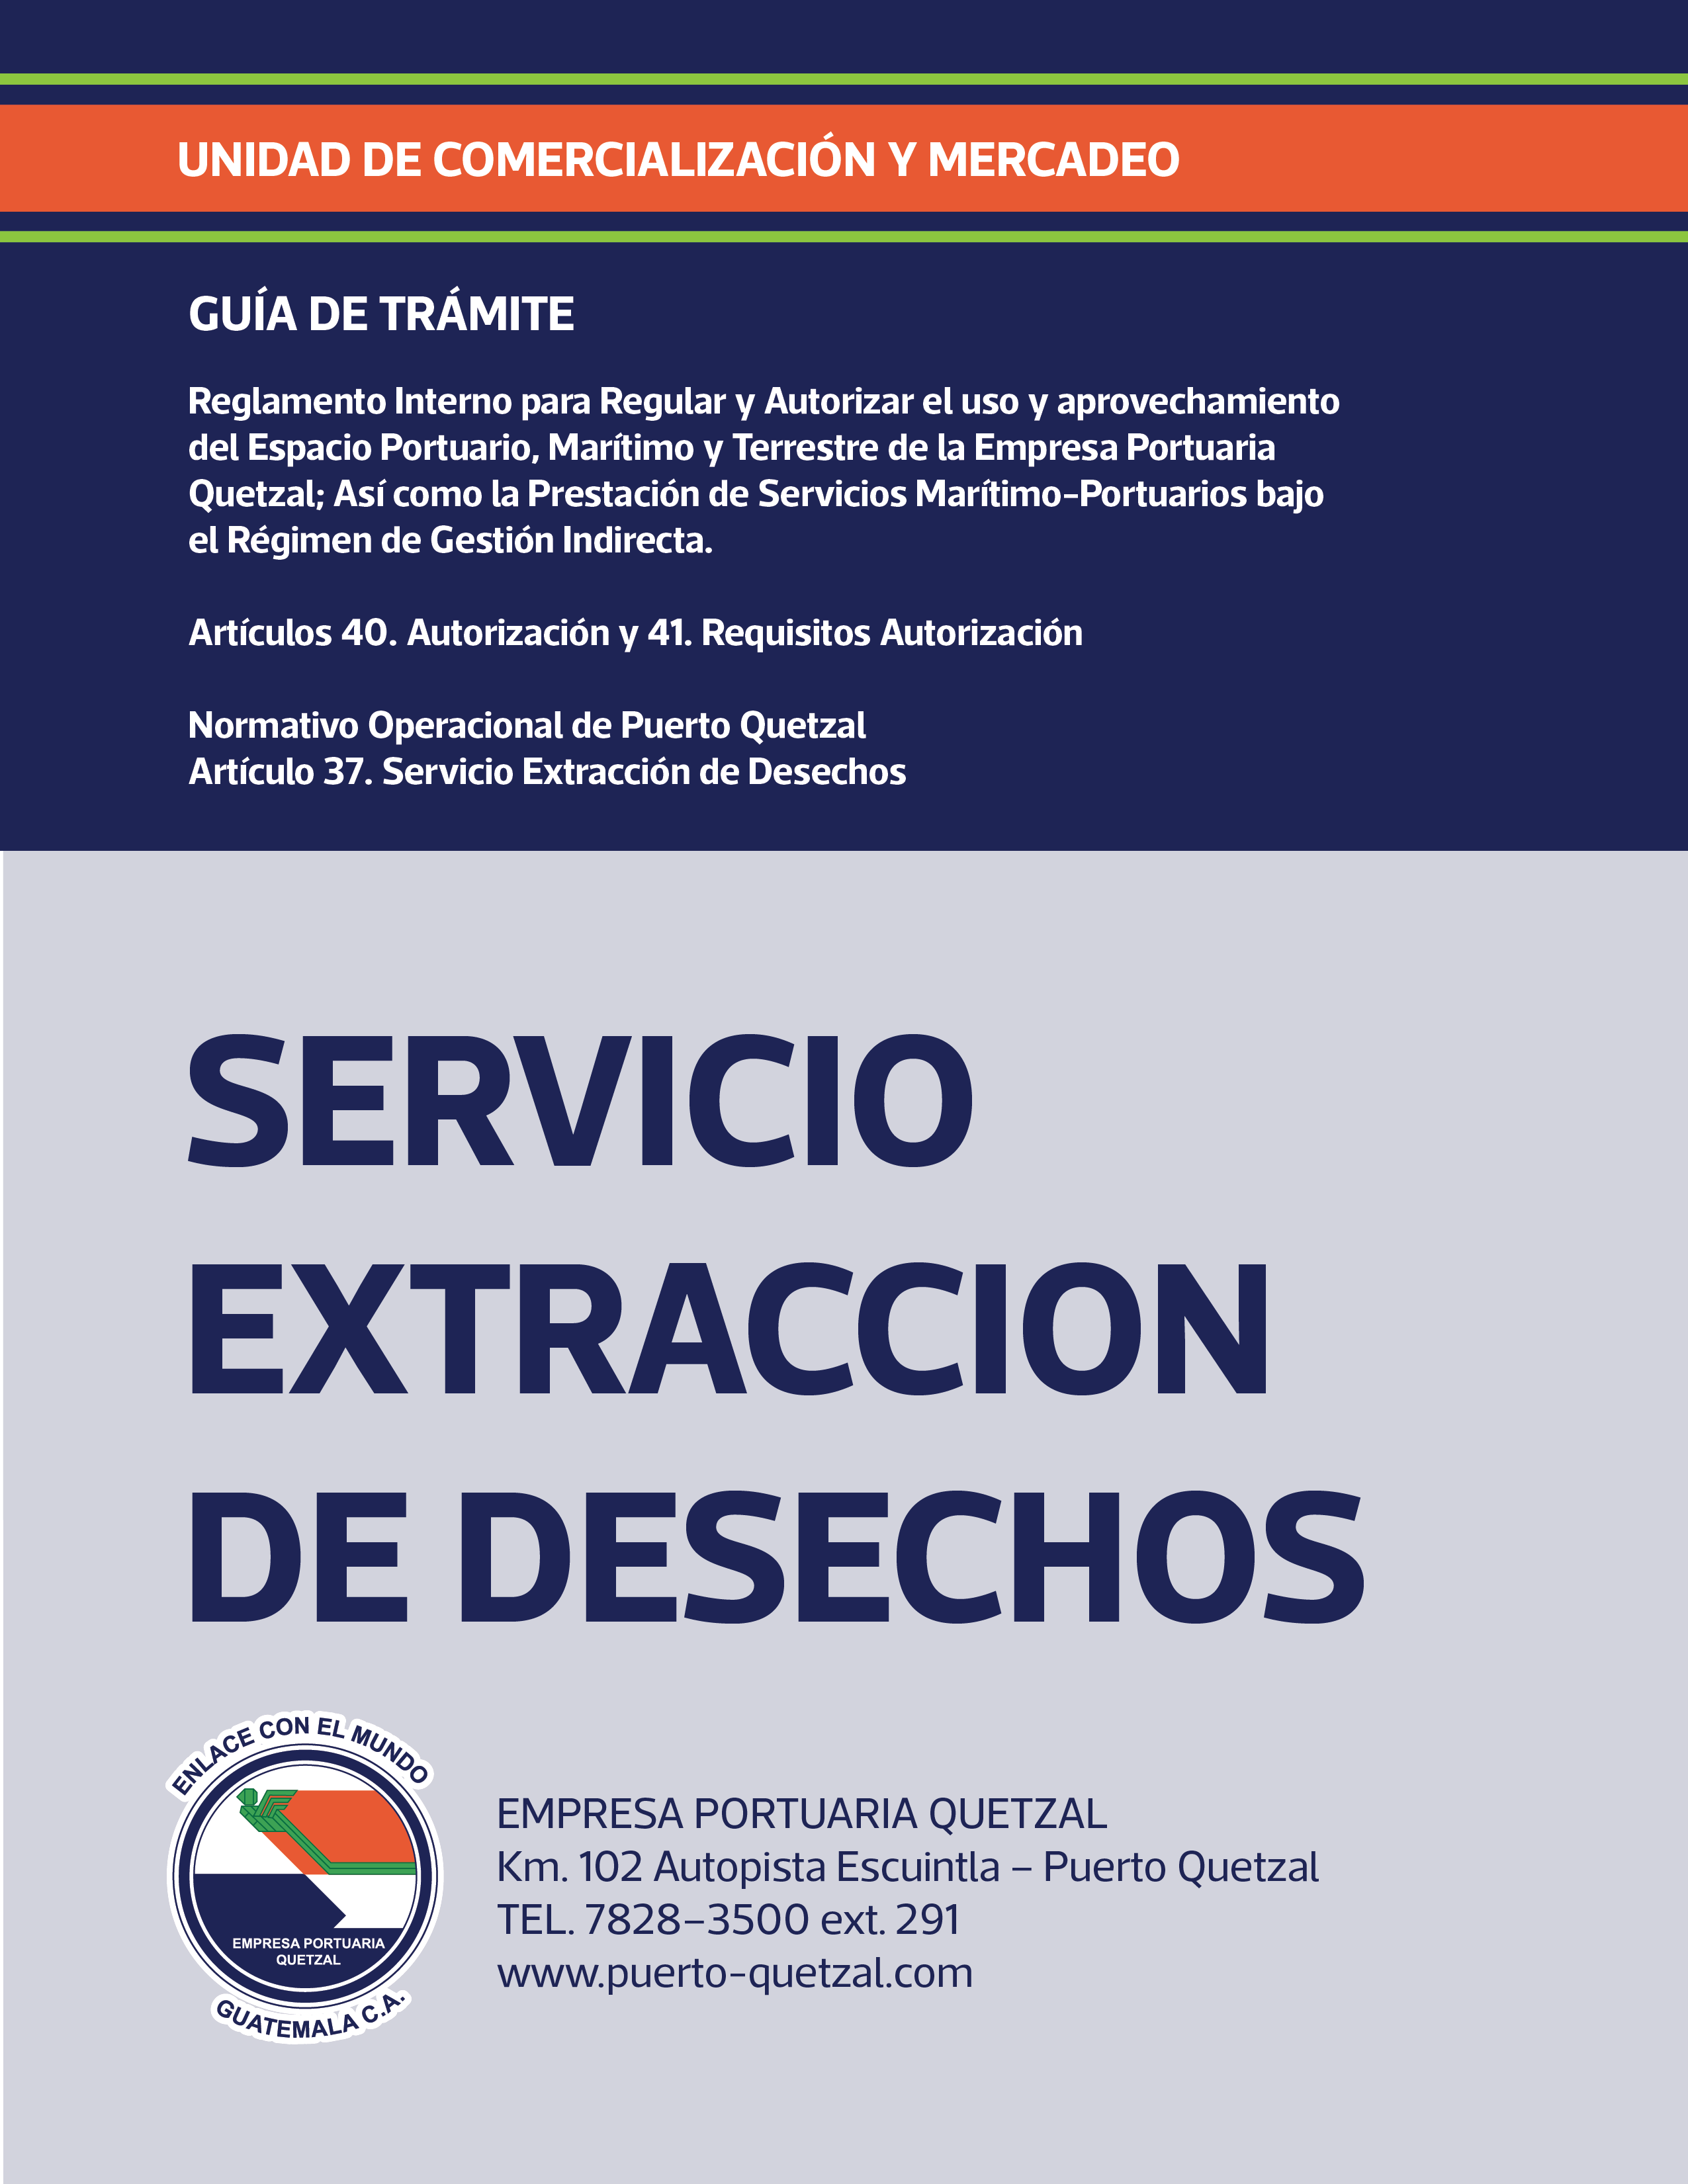 UNIDAD DE COMERCIALIZACIÓN Y MERCADEO
GUÍA DE TRÁMITE
Reglamento Interno para Regular y Autorizar el uso y aprovechamiento
del Espacio Portuario, Marítimo y Terrestre de la Empresa Portuaria
Quetzal; Así como la Prestación de Servicios Marítimo-Portuarios bajo
el Régimen de Gestión Indirecta.
Artículos 40. Autorización y 41. Requisitos Autorización
Normativo Operacional de Puerto Quetzal
Artículo 37. Servicio Extracción de Desechos
SERVICIO
EXTRACCION
DE DESECHOS
ENLACE CON EL MUNDO
EMPRESA PORTUARIA
QUETZAL
GUATEMALA C.A.
EMPRESA PORTUARIA QUETZAL
Km. 102 Autopista Escuintla – Puerto Quetzal
TEL. 7828–3500 ext. 291
www.puerto-quetzal.com